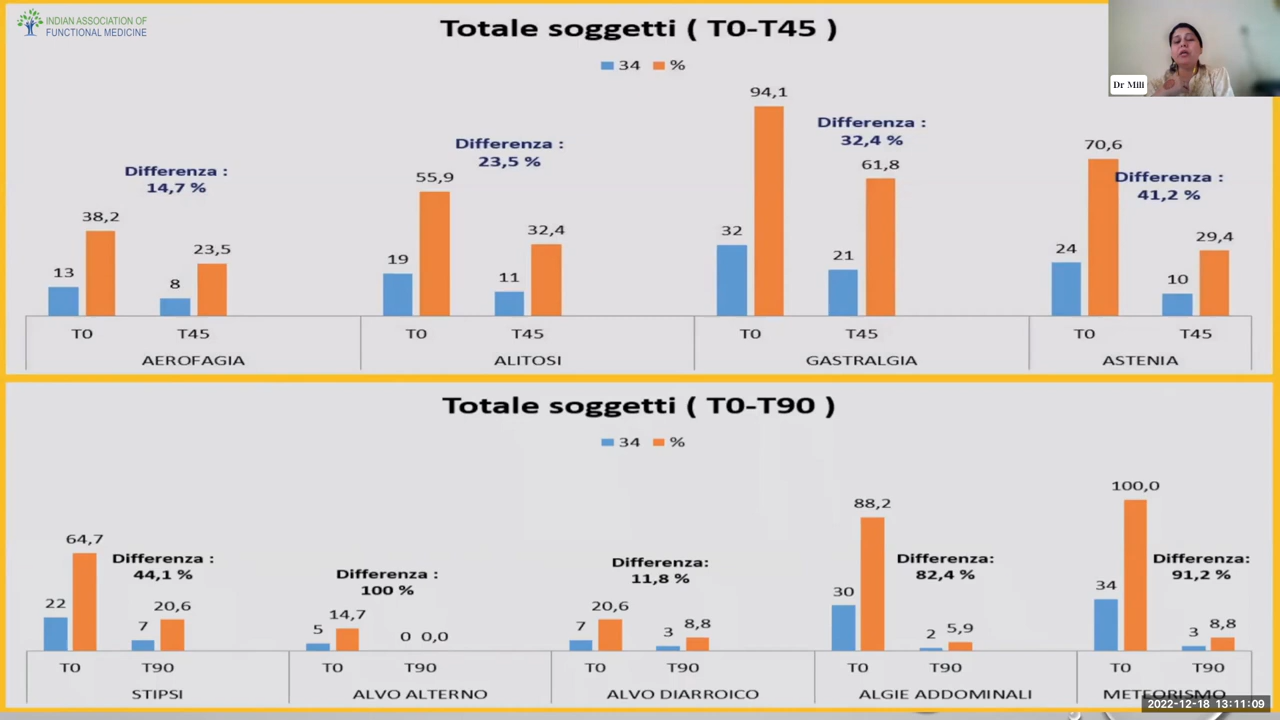 INDIAN ASSOCIATION OF
FUNCTIONAL MEDICINE
Totale soggetti ( T0-T45 )
34 %
Dr Mili
Differenza :
14,7 %
38,2
23,5
13
8
T0 T45
AEROFAGIA
Differenza :
23,5 %
55,9
32,4
19
11
T0 T45
ALITOSI
94,1
Differenza :
32,4 %
61,8
32
21
T0 T45
GASTRALGIA
70,6
Differenza :
41,2 %
29,4
24
10
T0 T45
ASTENIA
Totale soggetti ( T0-T90 )
34 %
64,7
Differenza :
44,1 %
22
20,6
7
T0 T90
STIPSI
Differenza :
100 %
14,7
5
0 0,0
T0 T90
ALVO ALTERNO
Differenza:
11,8 %
20,6
7
8,8
3
T0 T90
ALVO DIARROICO
88,2
Differenza:
82,4 %
30
5,9
2
T0 T90
ALGIE ADDOMINALI
100,0
Differenza:
91,2 %
34
8,8
3
T0 T90
METEORISMO
2022-12-18 13:11:09